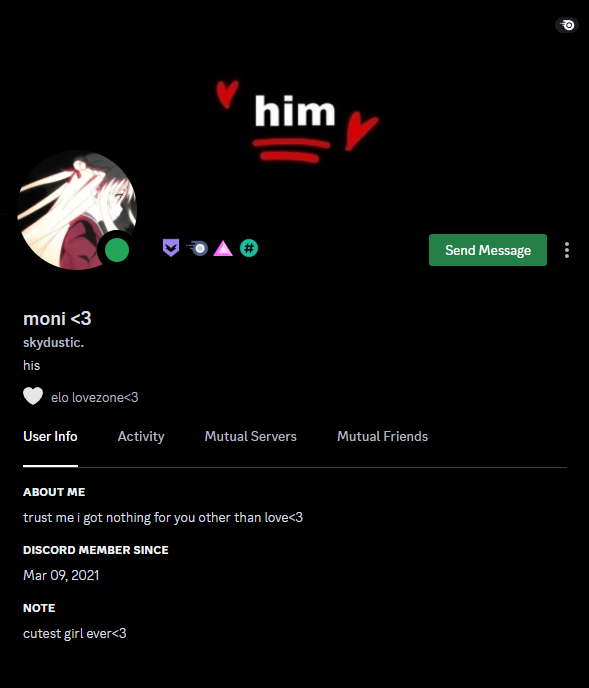 him
Send Message
moni <3
skydustic.
his
elo lovezone<3
User Info
Activity
Mutual Servers
Mutual Friends
ABOUT ME
trust me i got nothing for you other than love<3
DISCORD MEMBER SINCE
Mar 09, 2021
NOTE
cutest girl ever<3